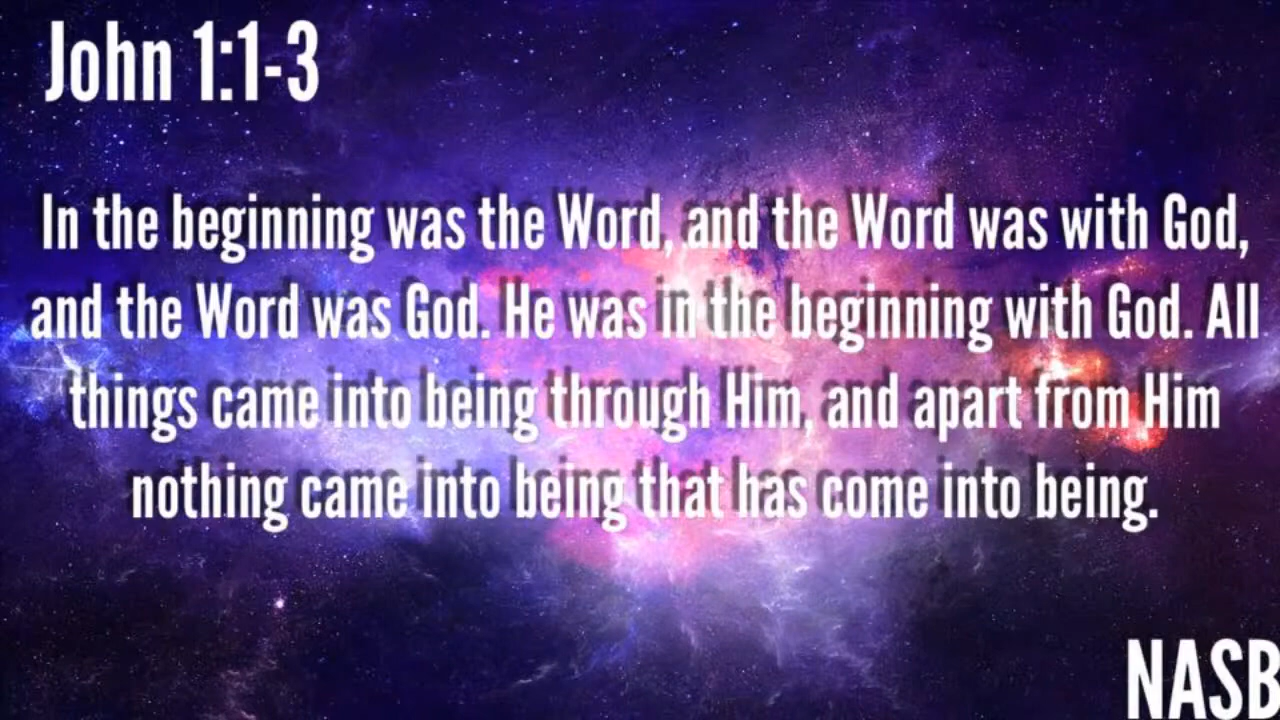 John 1:1-3
In the beginning was the Word, and the Word was with God,
and the Word was God. He was in the beginning with God. All
things came into being through Him, and apart from Him
nothing came into being that has come into being.
NASB